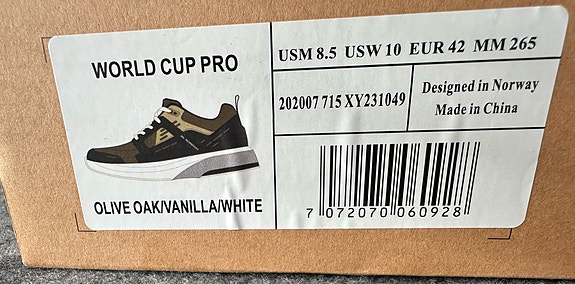 WORLD CUP PRO
OLIVE OAK/VANILLA/WHITE
USM 8.5 USW 10 EUR 42 MM 265
202007 715 XY231049
Designed in Norway
Made in China
7 072070 060928